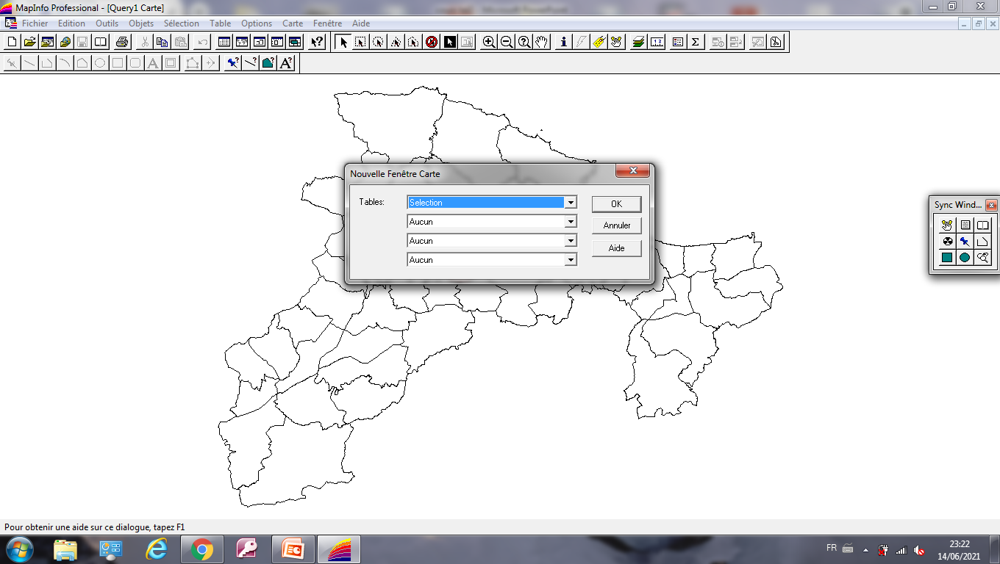 MapInfo Professional - [Query1 Carte]
Fichier Edition Outils Objets Sélection Table Options Carte Fenêtre Aide
Nouvelle Fenêtre Carte
Tables: Selection OK
Aucun Annuler
Aucun Aide
Aucun
Sync Wind...
Pour obtenir une aide sur ce dialogue, tapez F1
FR 23:22
14/06/2021